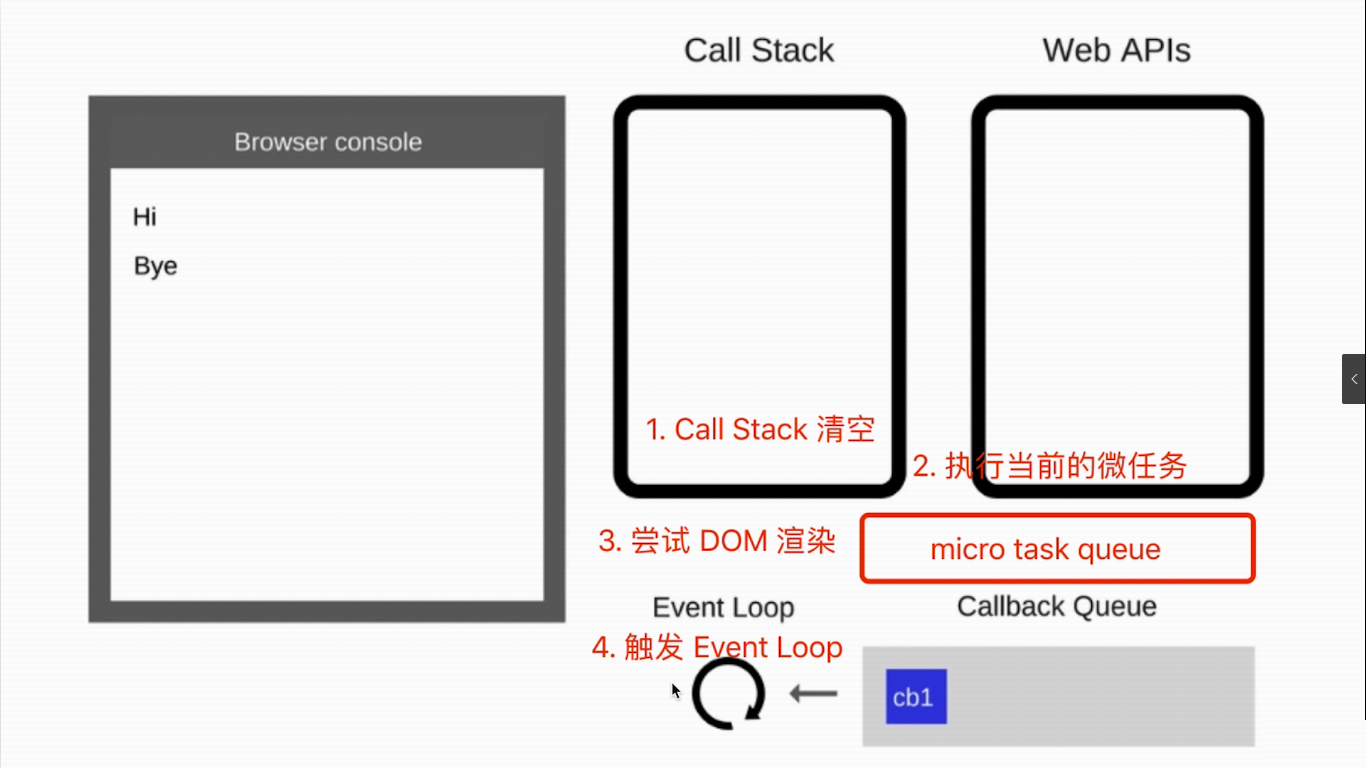 Call Stack
Web APIs
Browser console
Hi
Bye
1. Call Stack 清空
2. 执行当前的微任务
3. 尝试 DOM 渲染
micro task queue
Event Loop
Callback Queue
4. 触发 Event Loop
cb1